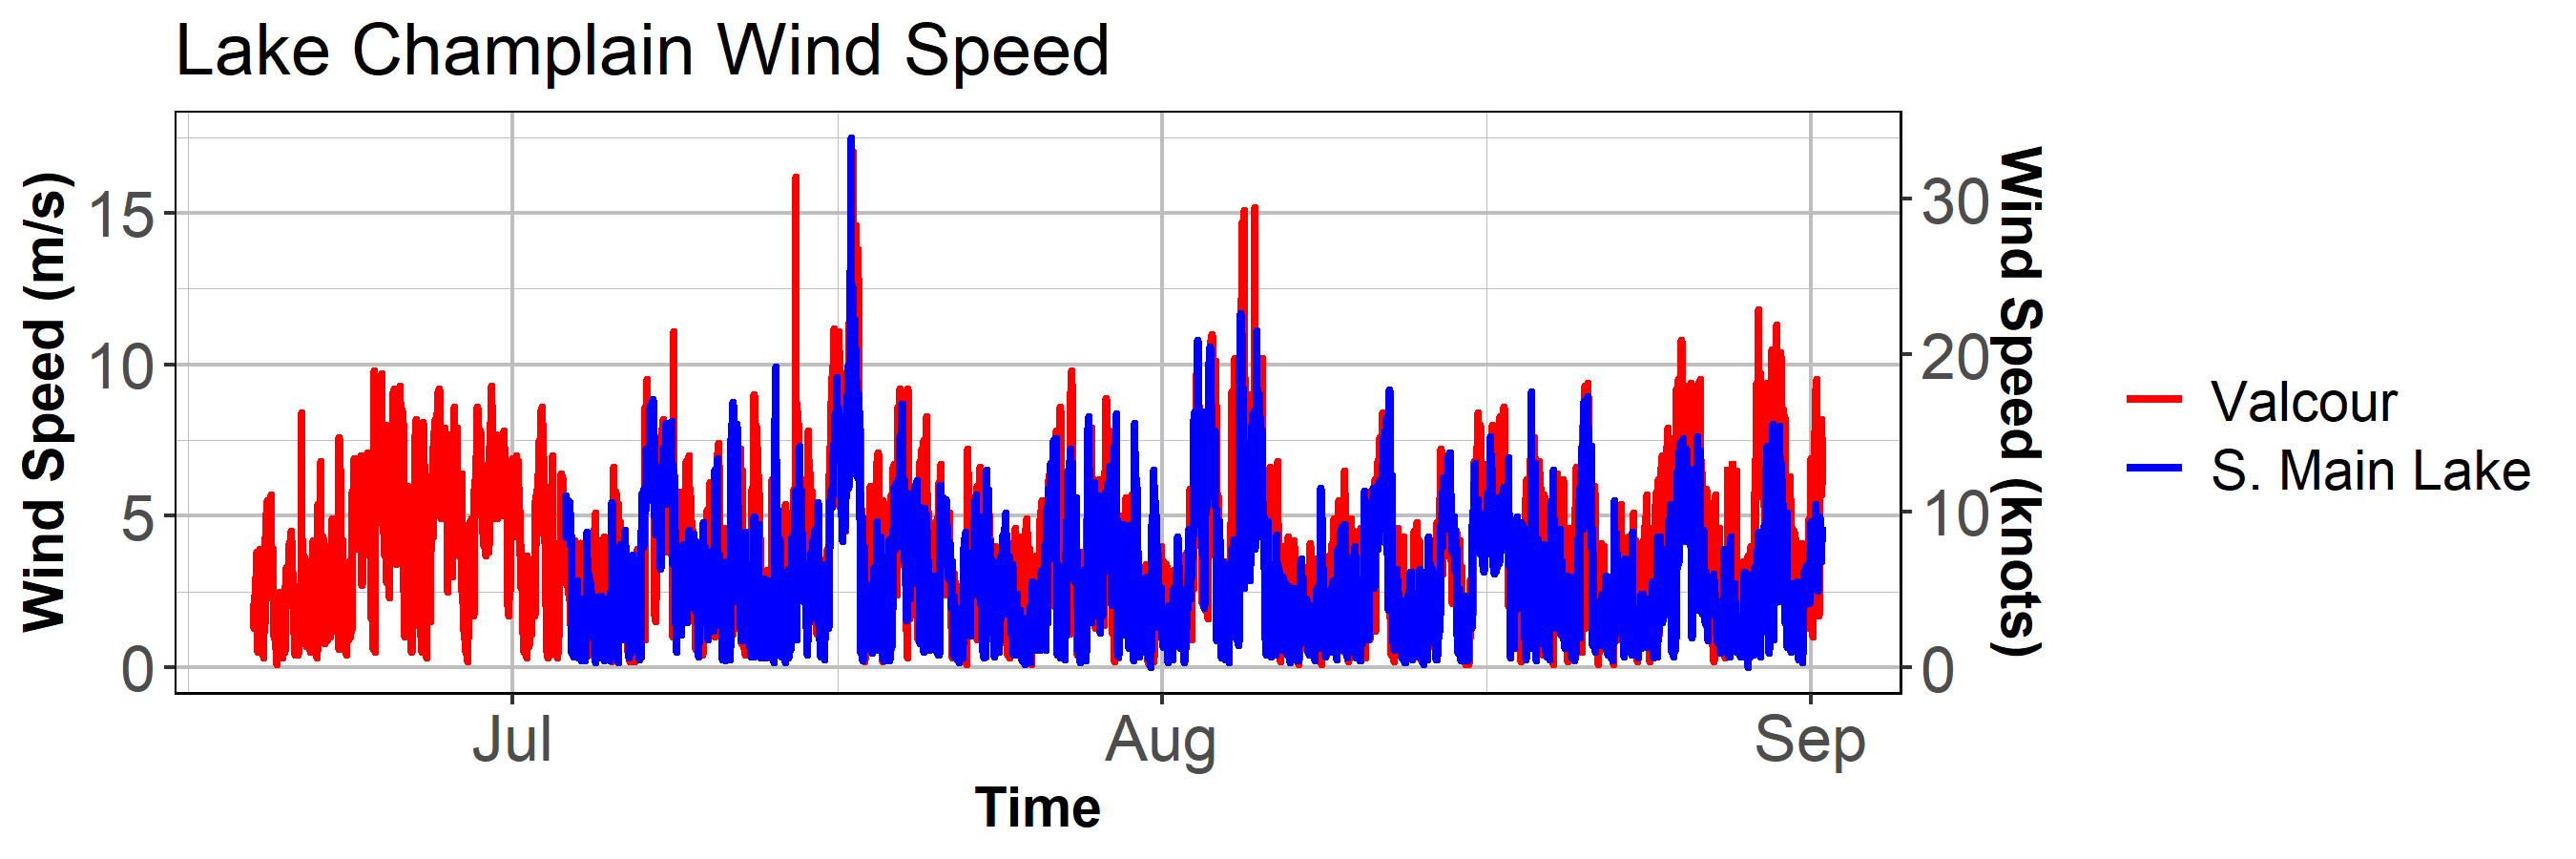 Lake Champlain Wind Speed
Wind Speed (m/s)
15
10
5
0
30
20
10
0
Wind Speed (knots)
Jul
Aug
Sep
Time
Valcour
S. Main Lake